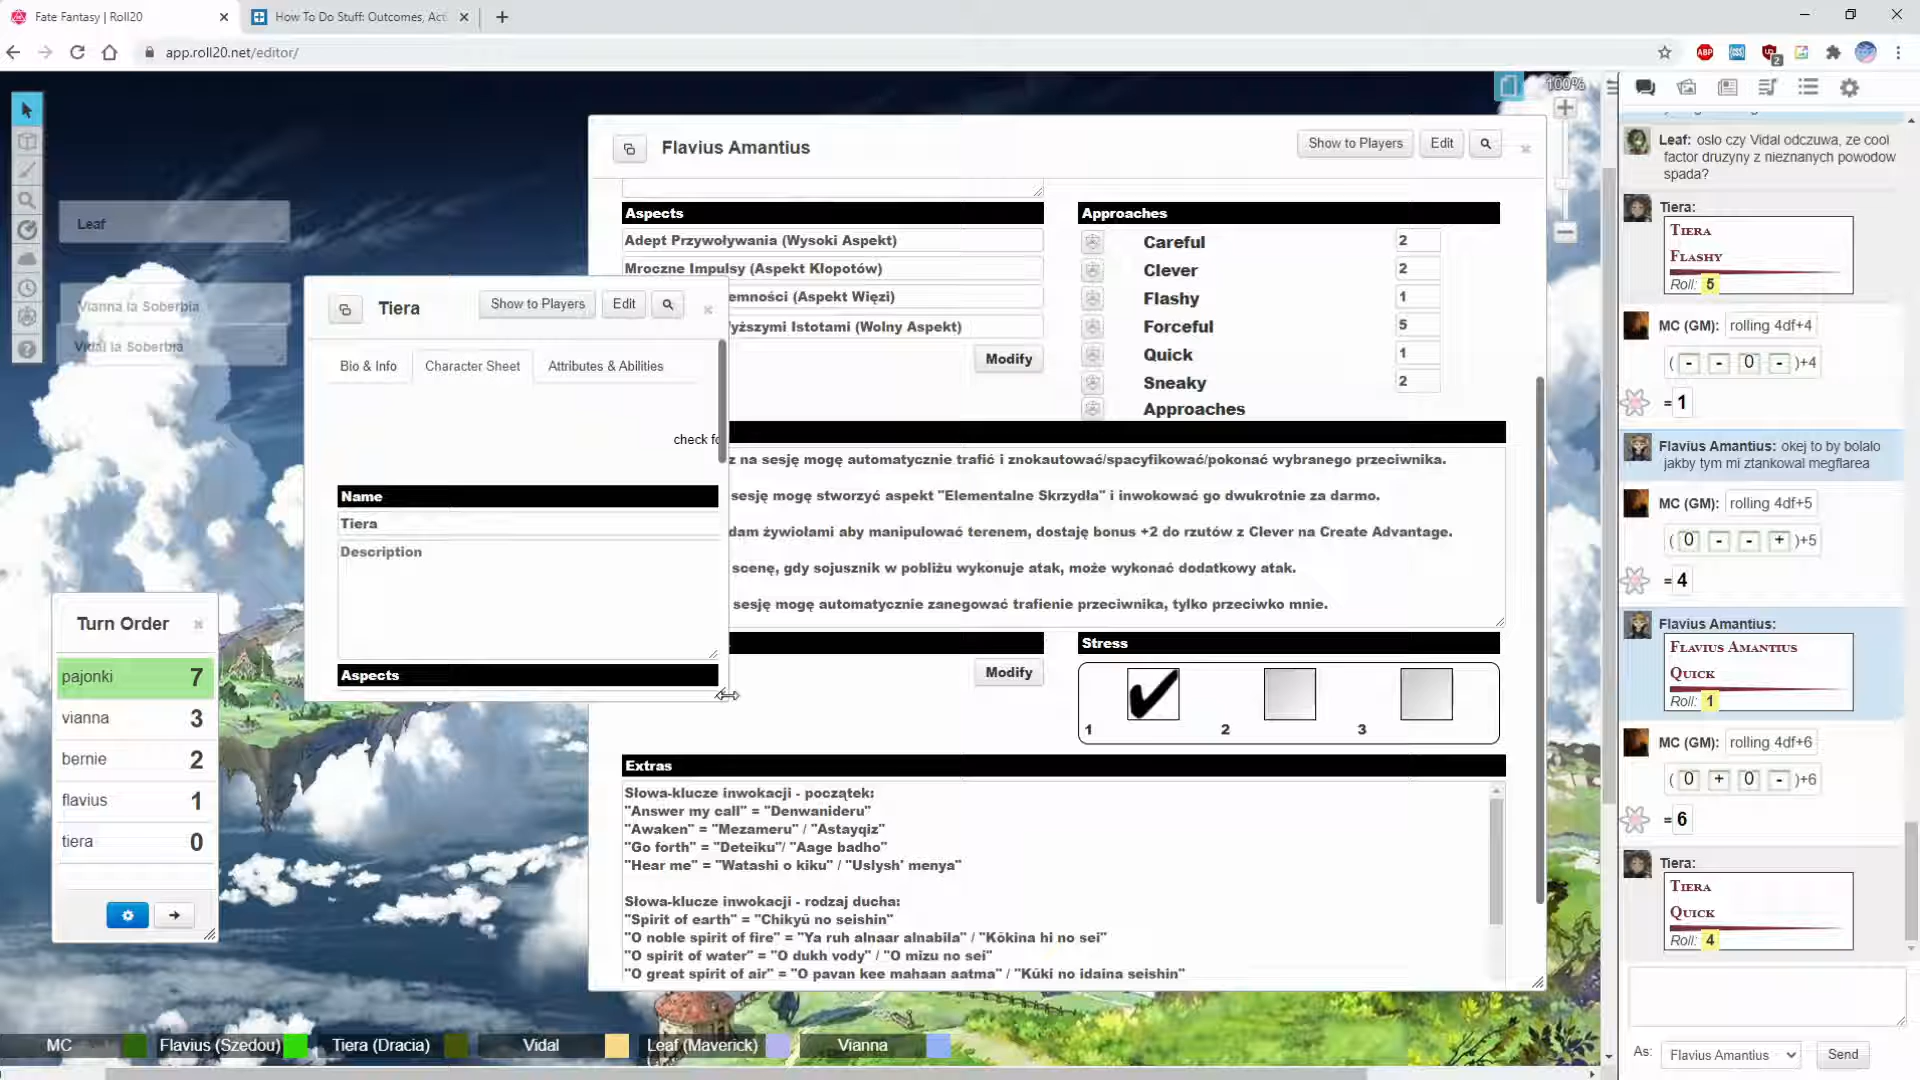 Fate Fantasy | Roll20
How To Do Stuff: Outcomes, Act
app.roll20.net/editor/
100%
Leaf
Vianna la Soberbia
Vidal la Soberbia
Flavius Amantius
Show to Players
Edit
Aspects
Adept Przywoływania (Wysoki Aspekt)
Mroczne Impulsy (Aspekt Kłopotów)
emności (Aspekt Więzi)
yższymi Istotami (Wolny Aspekt)
Modify
Approaches
Careful 2
Clever 2
Flashy 1
Forceful 5
Quick 1
Sneaky 2
Approaches
z na sesję mogę automatycznie trafić i znokautować/spacyfikować/pokonać wybranego przeciwnika.
sesję mogę stworzyć aspekt "Elementalne Skrzydła" i inwokować go dwukrotnie za darmo.
dam żywiołami aby manipulować terenem, dostaję bonus +2 do rzutów z Clever na Create Advantage.
scenę, gdy sojusznik w pobliżu wykonuje atak, może wykonać dodatkowy atak.
sesję mogę automatycznie zanegować trafienie przeciwnika, tylko przeciwko mnie.
Modify
Stress
1 2 3
Extras
Słowa-klucze inwokacji - początek:
"Answer my call" = "Denwanideru"
"Awaken" = "Mezameru" / "Astayqiz"
"Go forth" = "Deteiku"/ "Aage badho"
"Hear me" = "Watashi o kiku" / "Uslysh' menya"
Słowa-klucze inwokacji - rodzaj ducha:
"Spirit of earth" = "Chikyū no seishin"
"O noble spirit of fire" = "Ya ruh alnaar alnabila" / "Kōkina hi no sei"
"O spirit of water" = "O dukh vody" / "O mizu no sei"
"O great spirit of air" = "O pavan kee mahaan aatma" / "Kūki no idaina seishin"
Tiera
Show to Players
Edit
Bio & Info
Character Sheet
Attributes & Abilities
check fo
Name
Tiera
Description
Aspects
Turn Order
pajonki 7
vianna 3
bernie 2
flavius 1
tiera 0
MC
Flavius (Szedou)
Tiera (Dracia)
Vidal
Leaf (Maverick)
Vianna
Leaf: oslo czy Vidal odczuwa, ze cool
factor druzyny z nieznanych powodow
spada?
Tiera:
TIERA
FLASHY
Roll: 5
MC (GM): rolling 4df+4
( - - 0 - )+4
=1
Flavius Amantius: okej to by bolalo
jakby tym mi ztankowal megflarea
MC (GM): rolling 4df+5
( 0 - - + )+5
=4
Flavius Amantius:
FLAVIUS AMANTIUS
QUICK
Roll: 1
MC (GM): rolling 4df+6
( 0 + 0 - )+6
=6
Tiera:
TIERA
QUICK
Roll: 4
As: Flavius Amantius
Send